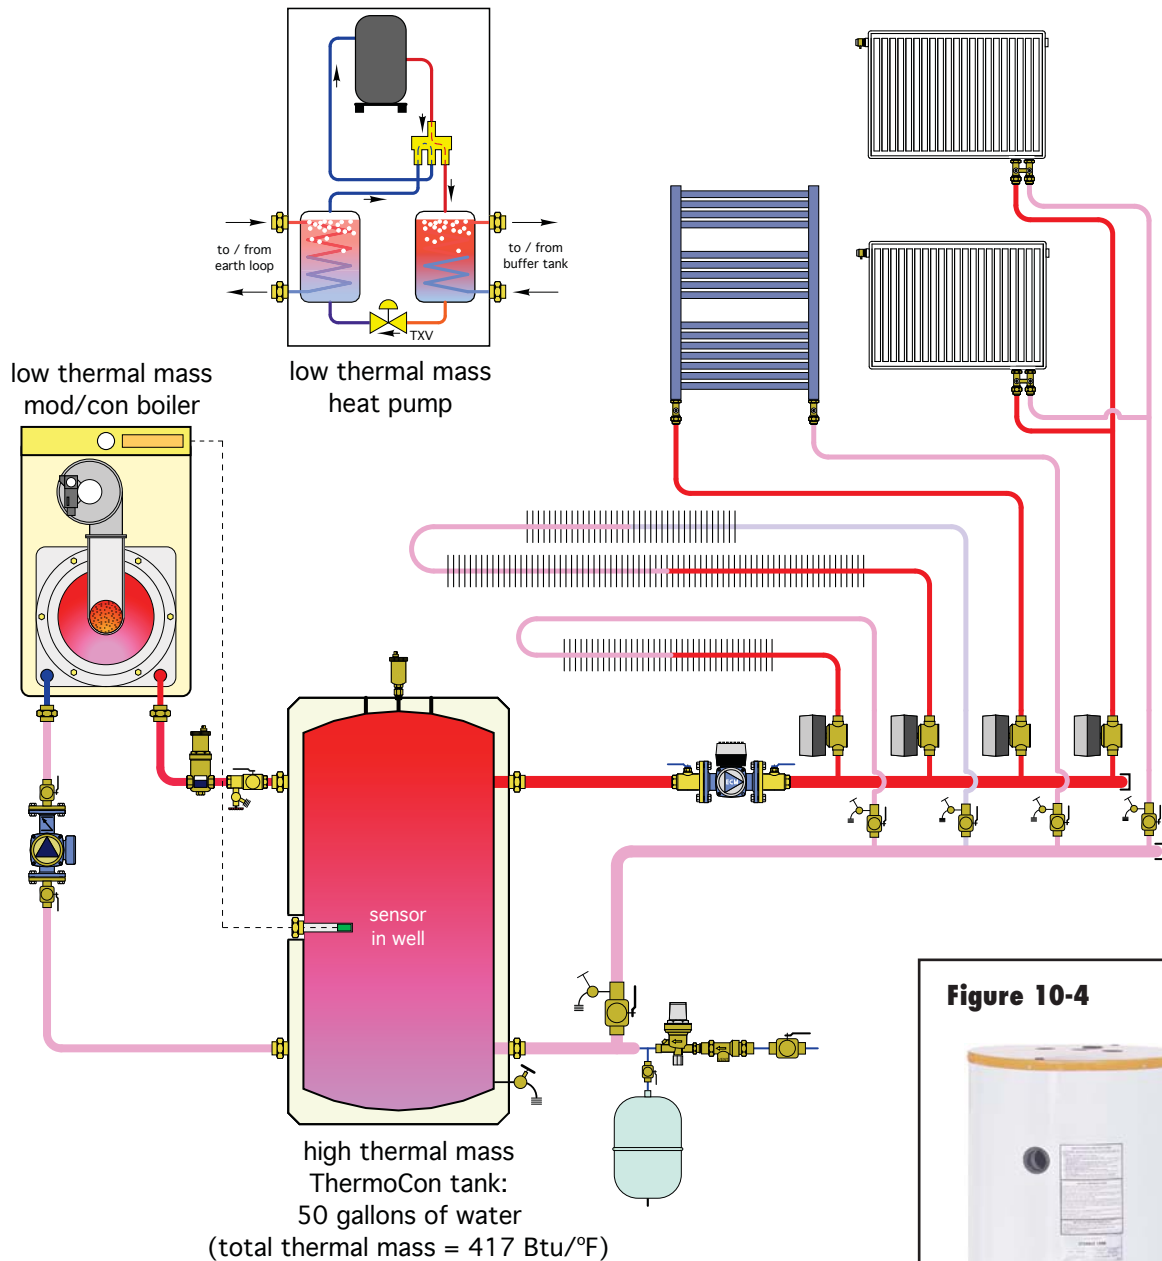 to / from
earth loop
to / from
buffer tank
TXV
low thermal mass
mod/con boiler
low thermal mass
heat pump
ECM
sensor
in well
Figure 10-4
high thermal mass
ThermoCon tank:
50 gallons of water
(total thermal mass = 417 Btu/ºF)